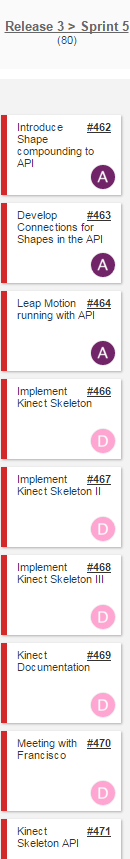 Release 3 > Sprint 5
(80)
Introduce #462
Shape
compounding to
API
A
Develop #463
Connections for
Shapes in the API
A
Leap Motion #464
running with API
A
Implement #466
Kinect Skeleton
D
Implement #467
Kinect Skeleton II
D
Implement #468
Kinect Skeleton III
D
Kinect #469
Documentation
D
Meeting with #470
Francisco
D
Kinect #471
Skeleton API